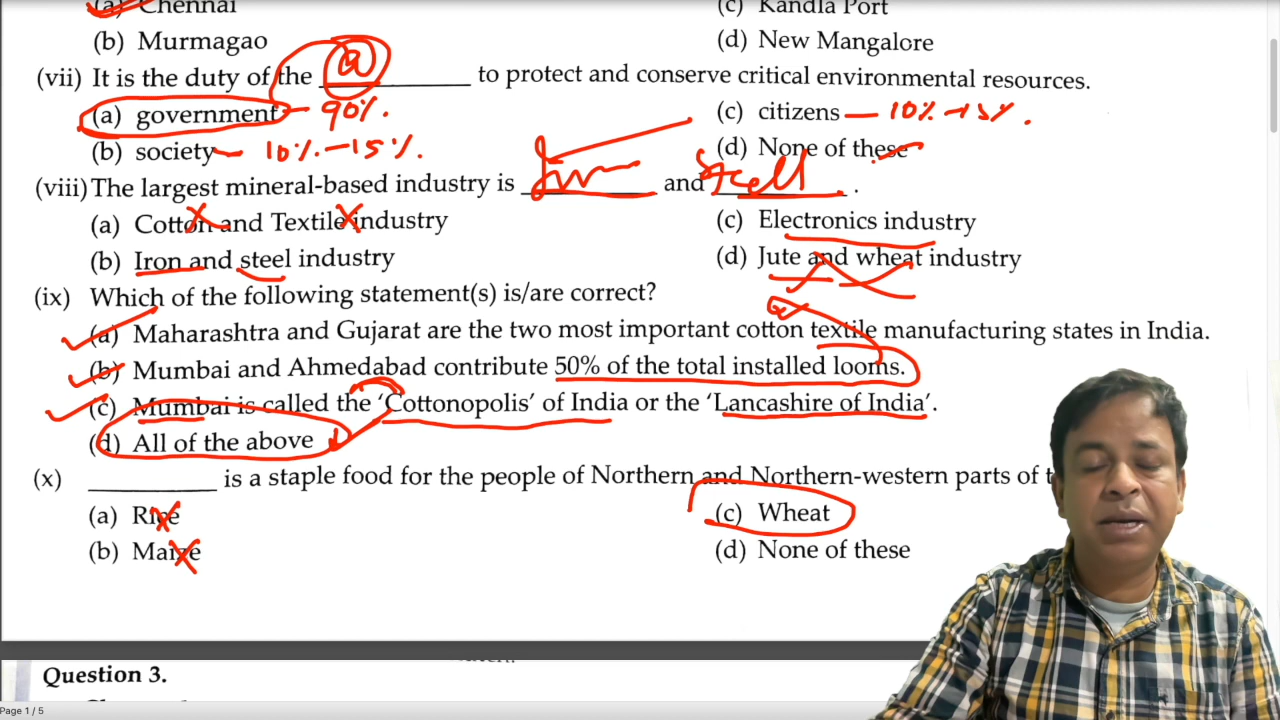 (a) Chennai (c) Kandla Port
(b) Murmagao (d) New Mangalore
(vii) It is the duty of the ____________ to protect and conserve critical environmental resources.
(a)
(a) government — 90%. (c) citizens — 10% - 15%.
(b) society — 10%. - 15%. (d) None of these
(viii) The largest mineral-based industry is ____________ and Steell ____________.
(a) Cotton and Textile industry (c) Electronics industry
(b) Iron and steel industry (d) Jute and wheat industry
(ix) Which of the following statement(s) is/are correct?
(a) Maharashtra and Gujarat are the two most important cotton textile manufacturing states in India.
(b) Mumbai and Ahmedabad contribute 50% of the total installed looms.
(c) Mumbai is called the 'Cottonopolis' of India or the 'Lancashire of India'.
(d) All of the above
(x) ____________ is a staple food for the people of Northern and Northern-western parts of
(a) Rice (c) Wheat
(b) Maize (d) None of these
Question 3.
Page 1 / 5